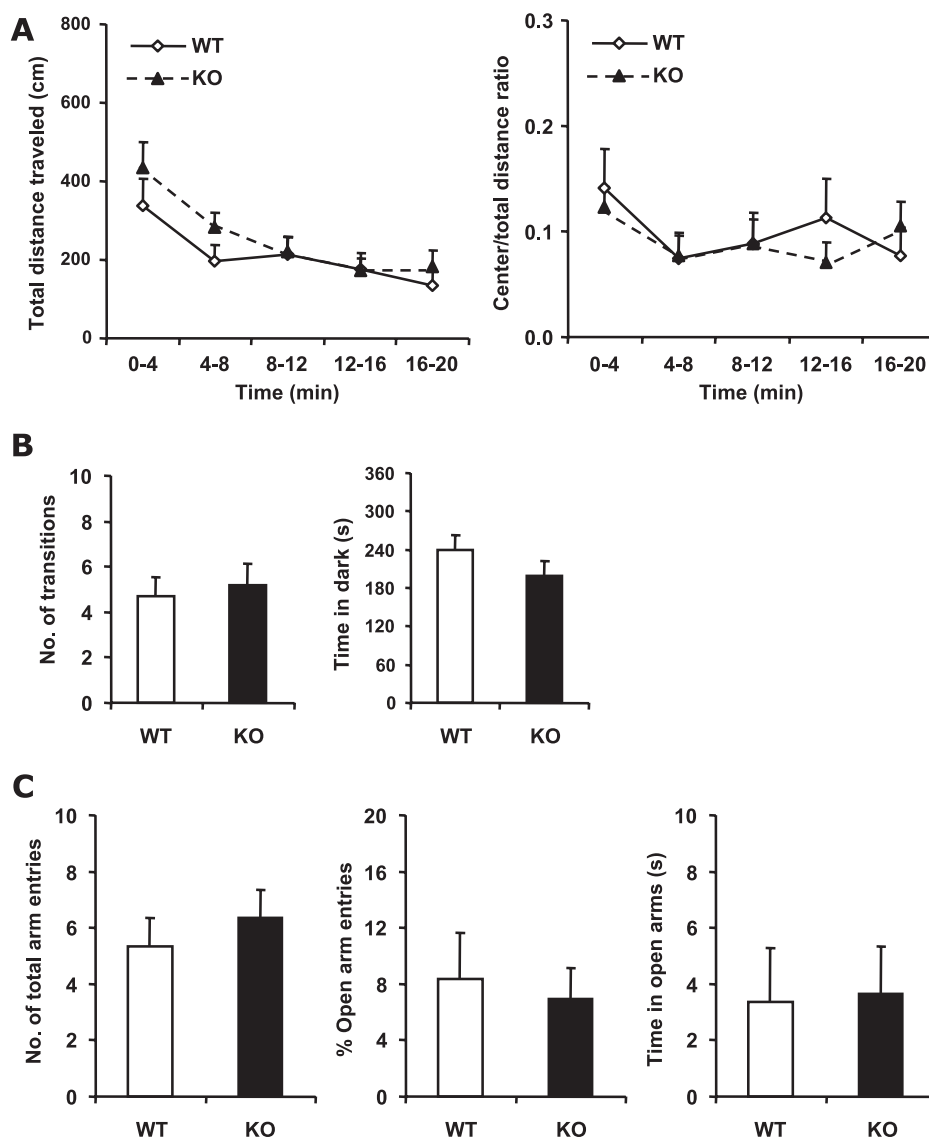 A
Total distance traveled (cm)
800
600
400
200
0
WT
KO
0-4 4-8 8-12 12-16 16-20
Time (min)
Center/total distance ratio
0.3
0.2
0.1
0.0
WT
KO
0-4 4-8 8-12 12-16 16-20
Time (min)
B
No. of transitions
10
8
6
4
2
0
WT KO
Time in dark (s)
360
300
240
180
120
60
0
WT KO
C
No. of total arm entries
10
8
6
4
2
0
WT KO
% Open arm entries
20
16
12
8
4
0
WT KO
Time in open arms (s)
10
8
6
4
2
0
WT KO